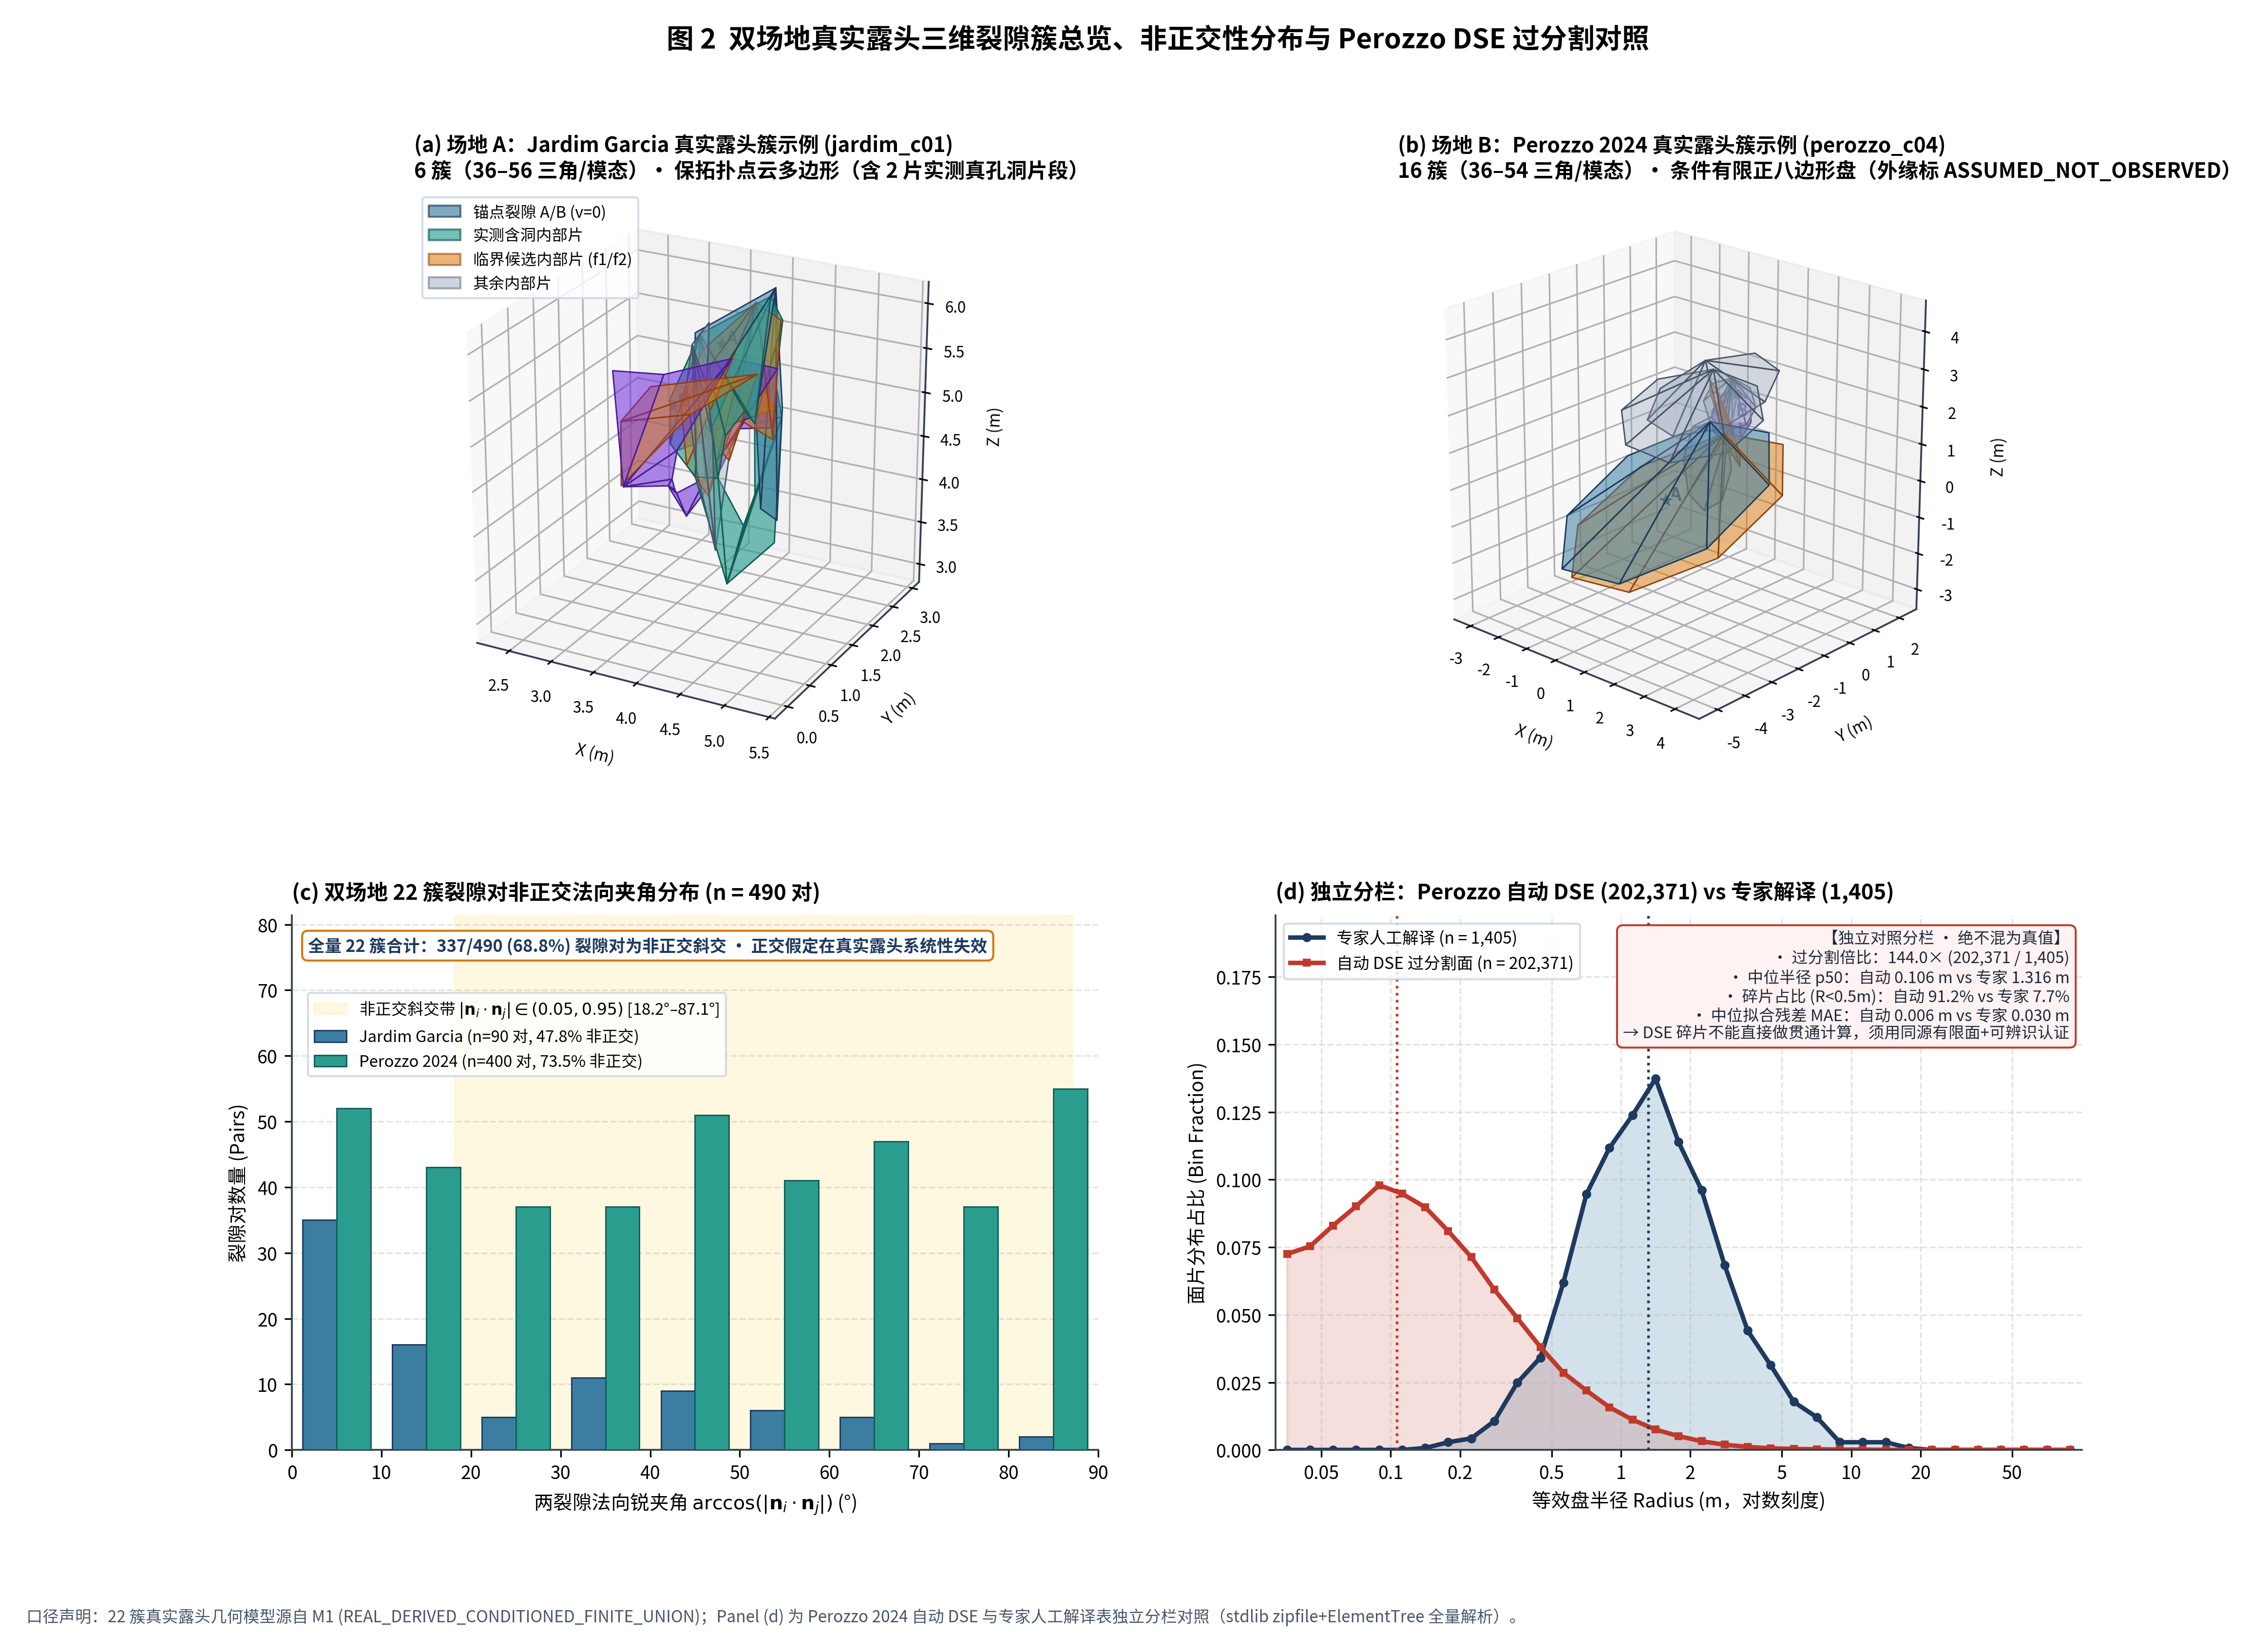 图 2 双场地真实露头三维裂隙簇总览、非正交性分布与 Perozzo DSE 过分割对照
(a) 场地 A：Jardim Garcia 真实露头簇示例 (jardim_c01)
6 簇（36–56 三角/模态）· 保拓扑点云多边形（含 2 片实测真孔洞片段）
锚点裂隙 A/B (v=0)
实测含洞内部片
临界候选内部片 (f1/f2)
其余内部片
6.0
5.5
5.0
4.5
4.0
3.5
3.0
Z (m)
3.0
2.5
2.0
1.5
1.0
0.5
0.0
Y (m)
2.5
3.0
3.5
4.0
4.5
5.0
5.5
X (m)
(b) 场地 B：Perozzo 2024 真实露头簇示例 (perozzo_c04)
16 簇（36–54 三角/模态）· 条件有限正八边形盘（外缘标 ASSUMED_NOT_OBSERVED）
A
4
3
2
1
0
-1
-2
-3
Z (m)
2
1
0
-1
-2
-3
-4
-5
Y (m)
-3
-2
-1
0
1
2
3
4
X (m)
(c) 双场地 22 簇裂隙对非正交法向夹角分布 (n = 490 对)
全量 22 簇合计：337/490 (68.8%) 裂隙对为非正交斜交 · 正交假定在真实露头系统性失效
非正交斜交带 |n_i · n_j| ∈ (0.05, 0.95) [18.2°–87.1°]
Jardim Garcia (n=90 对, 47.8% 非正交)
Perozzo 2024 (n=400 对, 73.5% 非正交)
80
70
60
50
40
30
20
10
0
裂隙对数量 (Pairs)
0 10 20 30 40 50 60 70 80 90
两裂隙法向锐夹角 arccos(|n_i · n_j|) (°)
(d) 独立分栏：Perozzo 自动 DSE (202,371) vs 专家解译 (1,405)
专家人工解译 (n = 1,405)
自动 DSE 过分割面 (n = 202,371)
【独立对照分栏 · 绝不混为真值】
· 过分割倍比：144.0× (202,371 / 1,405)
· 中位半径 p50：自动 0.106 m vs 专家 1.316 m
· 碎片占比 (R<0.5m)：自动 91.2% vs 专家 7.7%
· 中位拟合残差 MAE：自动 0.006 m vs 专家 0.030 m
→ DSE 碎片不能直接做贯通计算，须用同源有限面+可辨识认证
0.175
0.150
0.125
0.100
0.075
0.050
0.025
0.000
面片分布占比 (Bin Fraction)
0.05 0.1 0.2 0.5 1 2 5 10 20 50
等效盘半径 Radius (m，对数刻度)
口径声明：22 簇真实露头几何模型源自 M1 (REAL_DERIVED_CONDITIONED_FINITE_UNION)；Panel (d) 为 Perozzo 2024 自动 DSE 与专家人工解译表独立分栏对照（stdlib zipfile+ElementTree 全量解析）。